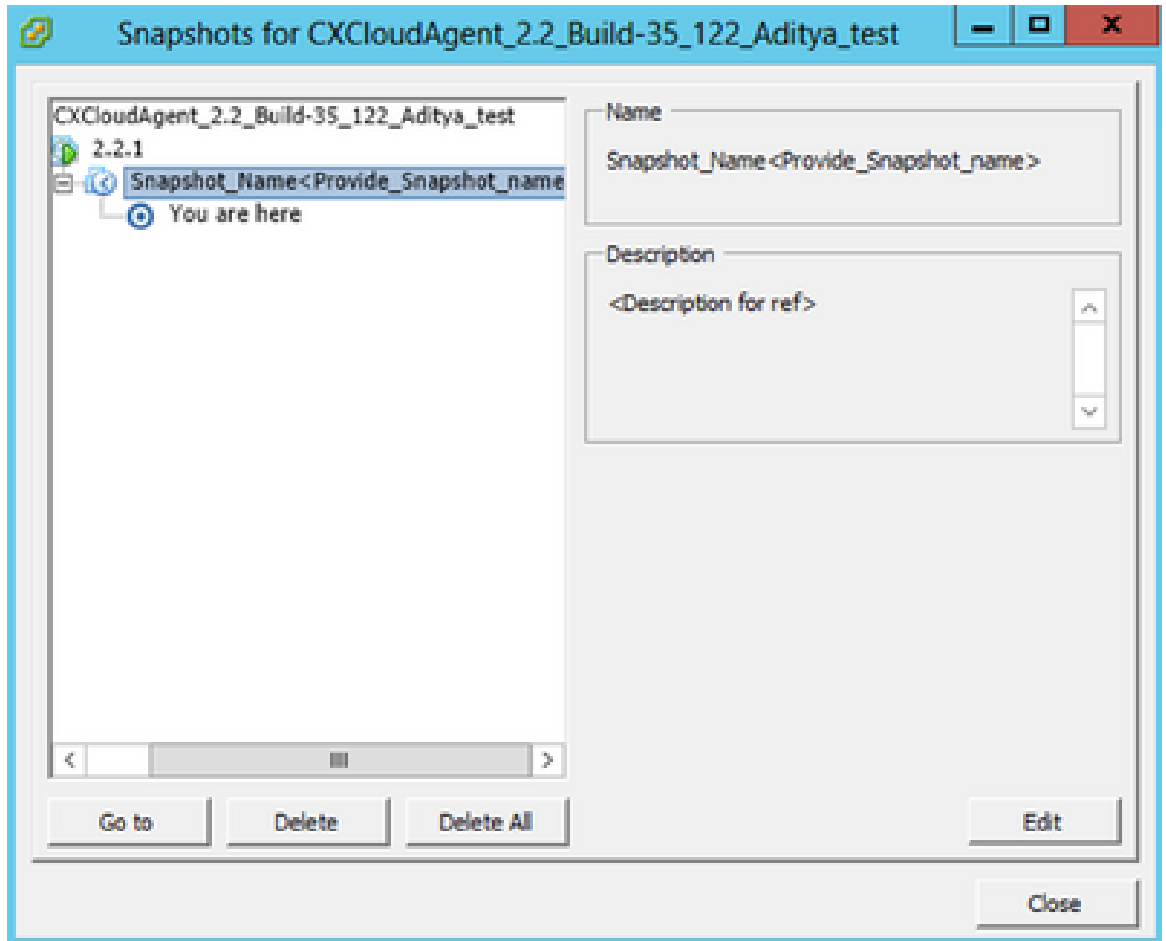 Snapshots for CXCloudAgent_2.2_Build-35_122_Aditya_test
CXCloudAgent_2.2_Build-35_122_Aditya_test
2.2.1
Snapshot_Name<Provide_Snapshot_name
You are here
Name
Snapshot_Name<Provide_Snapshot_name>
Description
<Description for ref>
Go to
Delete
Delete All
Edit
Close